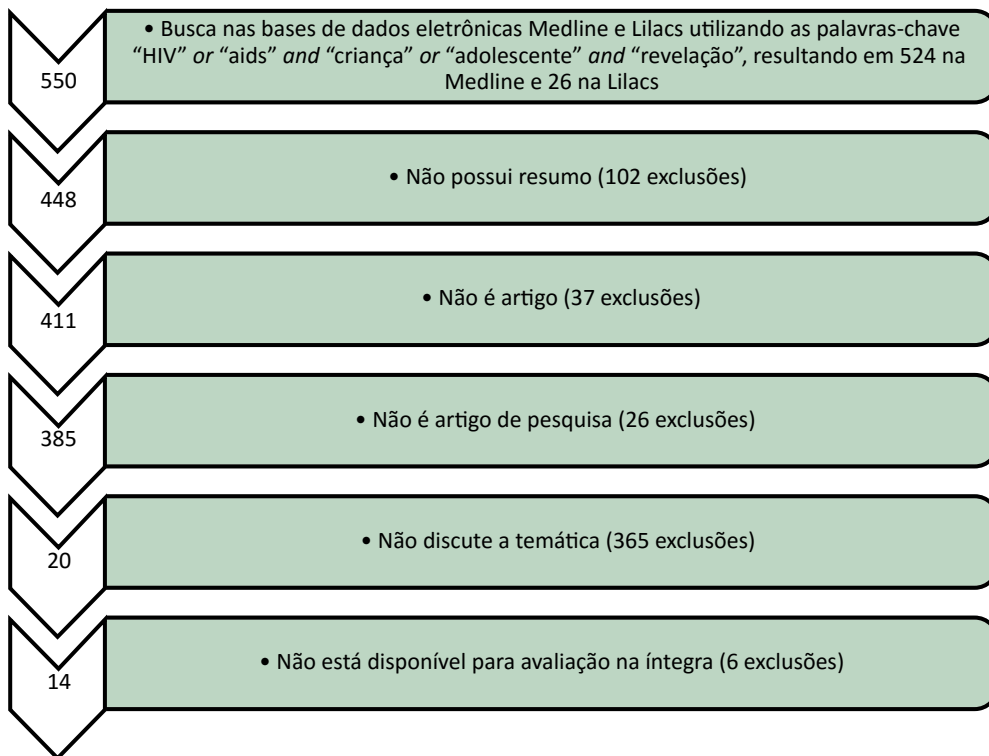 550
• Busca nas bases de dados eletrônicas Medline e Lilacs utilizando as palavras-chave
“HIV” or “aids” and “criança” or “adolescente” and “revelação”, resultando em 524 na
Medline e 26 na Lilacs
448
• Não possui resumo (102 exclusões)
411
• Não é artigo (37 exclusões)
385
• Não é artigo de pesquisa (26 exclusões)
20
• Não discute a temática (365 exclusões)
14
• Não está disponível para avaliação na íntegra (6 exclusões)